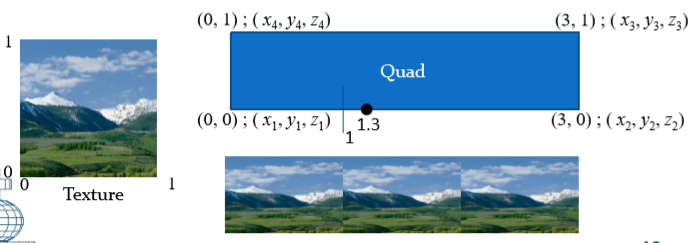 (0, 1) ; ( x4, y4, z4)
(3, 1) ; ( x3, y3, z3)
1
Quad
(0, 0) ; ( x1, y1, z1)
1
1.3
(3, 0) ; ( x2, y2, z2)
0
0
Texture
1